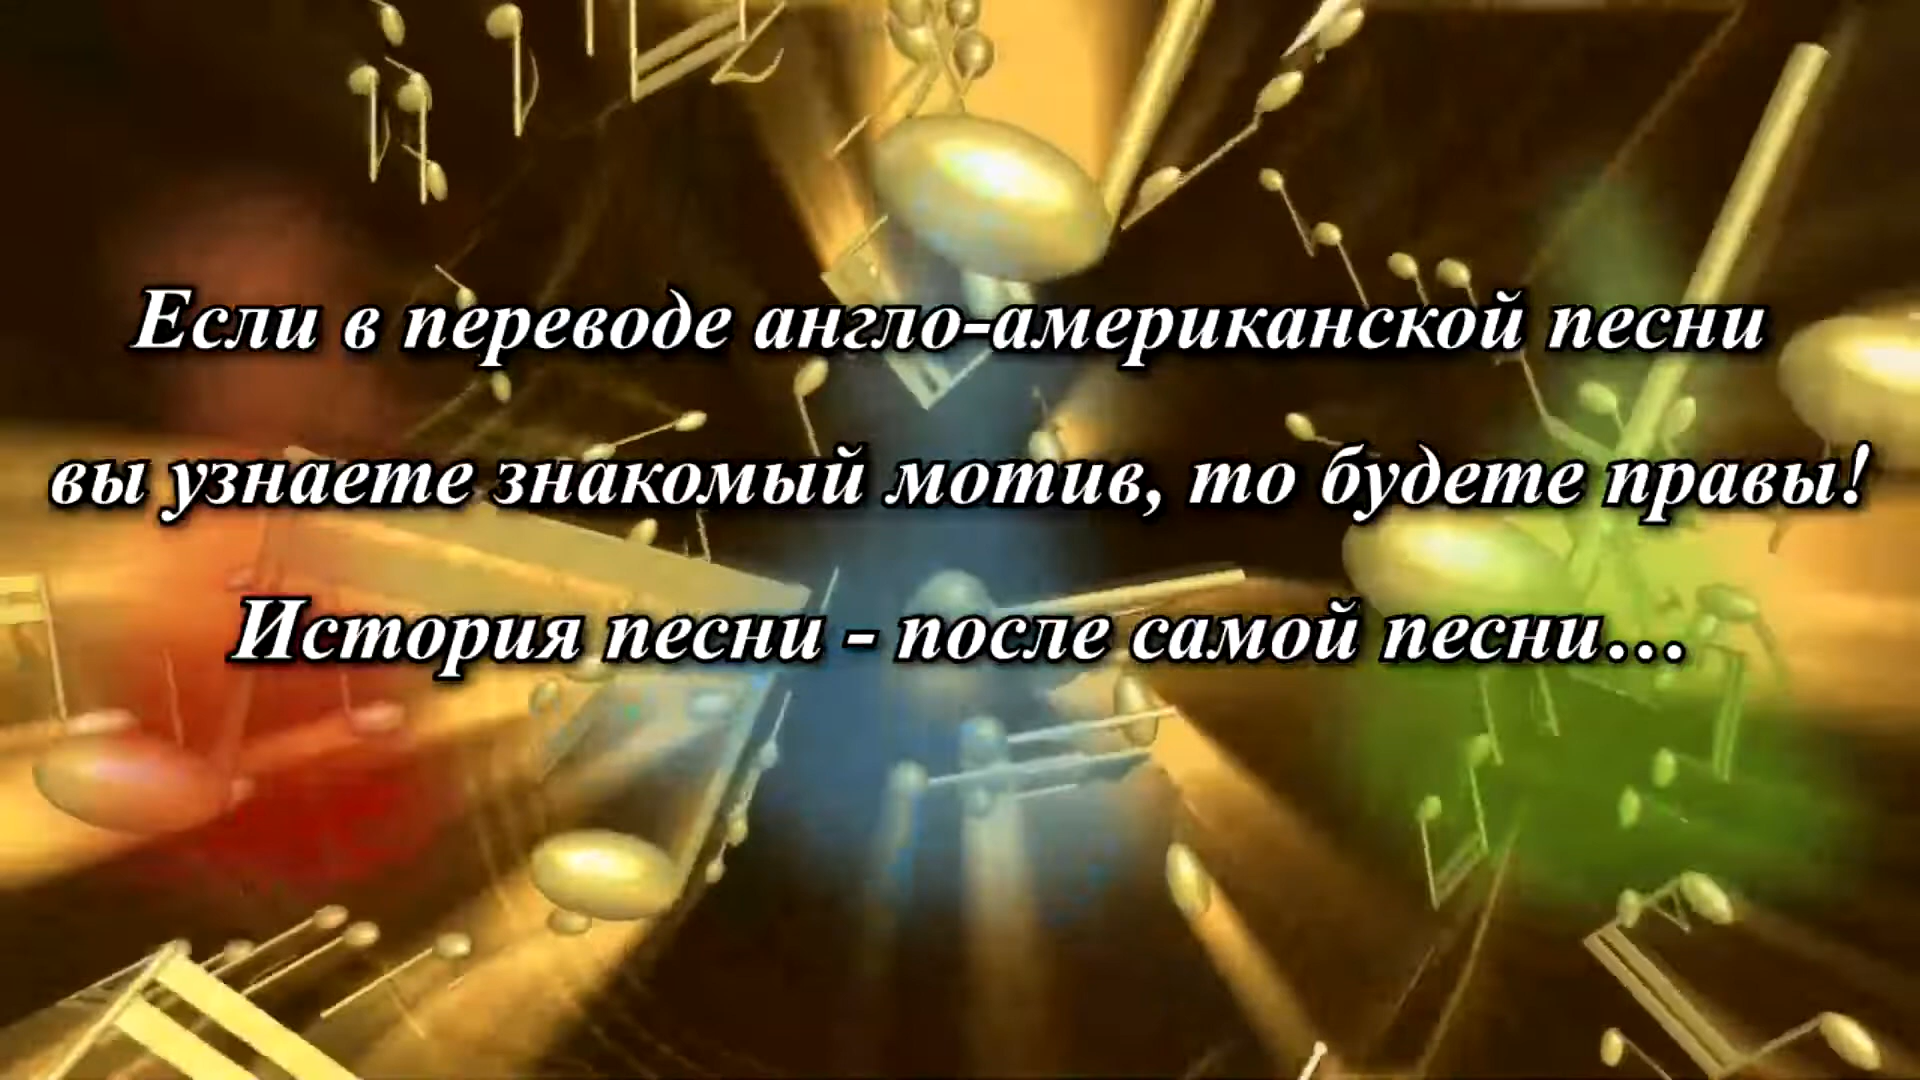 Если в переводе англо-американской песни
вы узнаете знакомый мотив, то будете правы!
История песни - после самой песни...